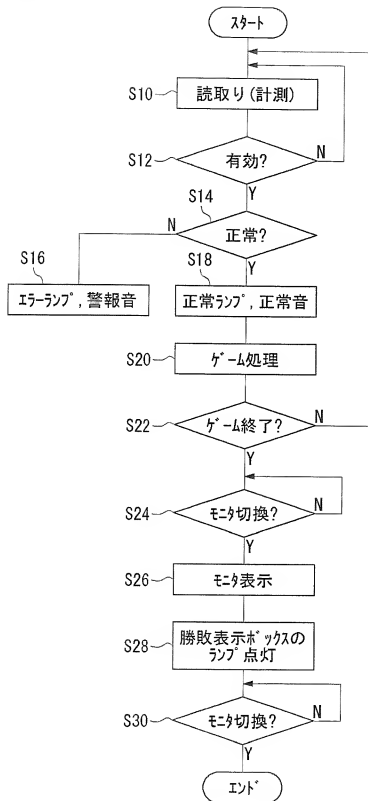 スタート
S10
読取り(計測)
S12
有効?
N
Y
S14
N
正常?
S16
Y
S18
エラーランプ,警報音
正常ランプ,正常音
S20
ゲーム処理
S22
ゲーム終了?
N
Y
S24
モニタ切換?
N
Y
S26
モニタ表示
S28
勝敗表示ボックスの
ランプ点灯
S30
モニタ切換?
N
Y
エンド